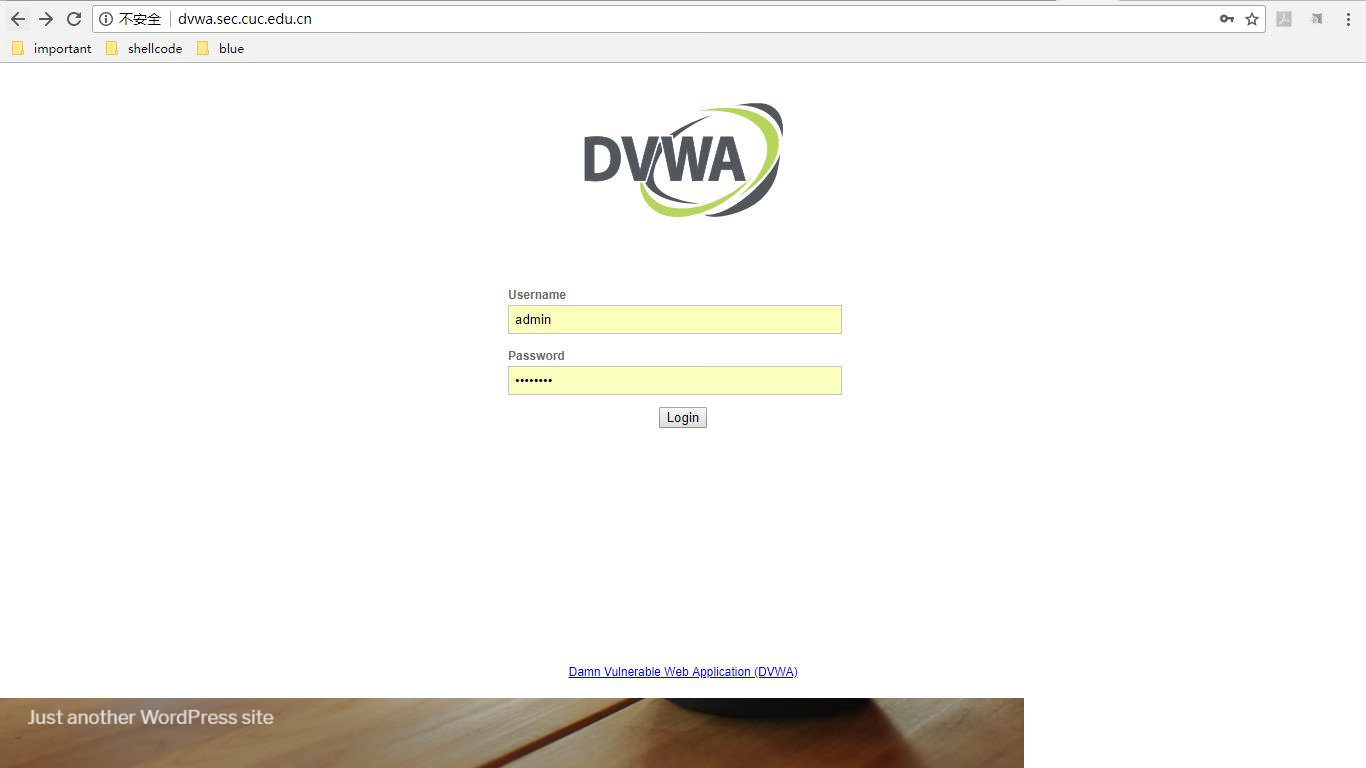 不安全 dvwa.sec.cuc.edu.cn
important shellcode blue
DVWA
Username
admin
Password
••••••••
Login
Damn Vulnerable Web Application (DVWA)
Just another WordPress site